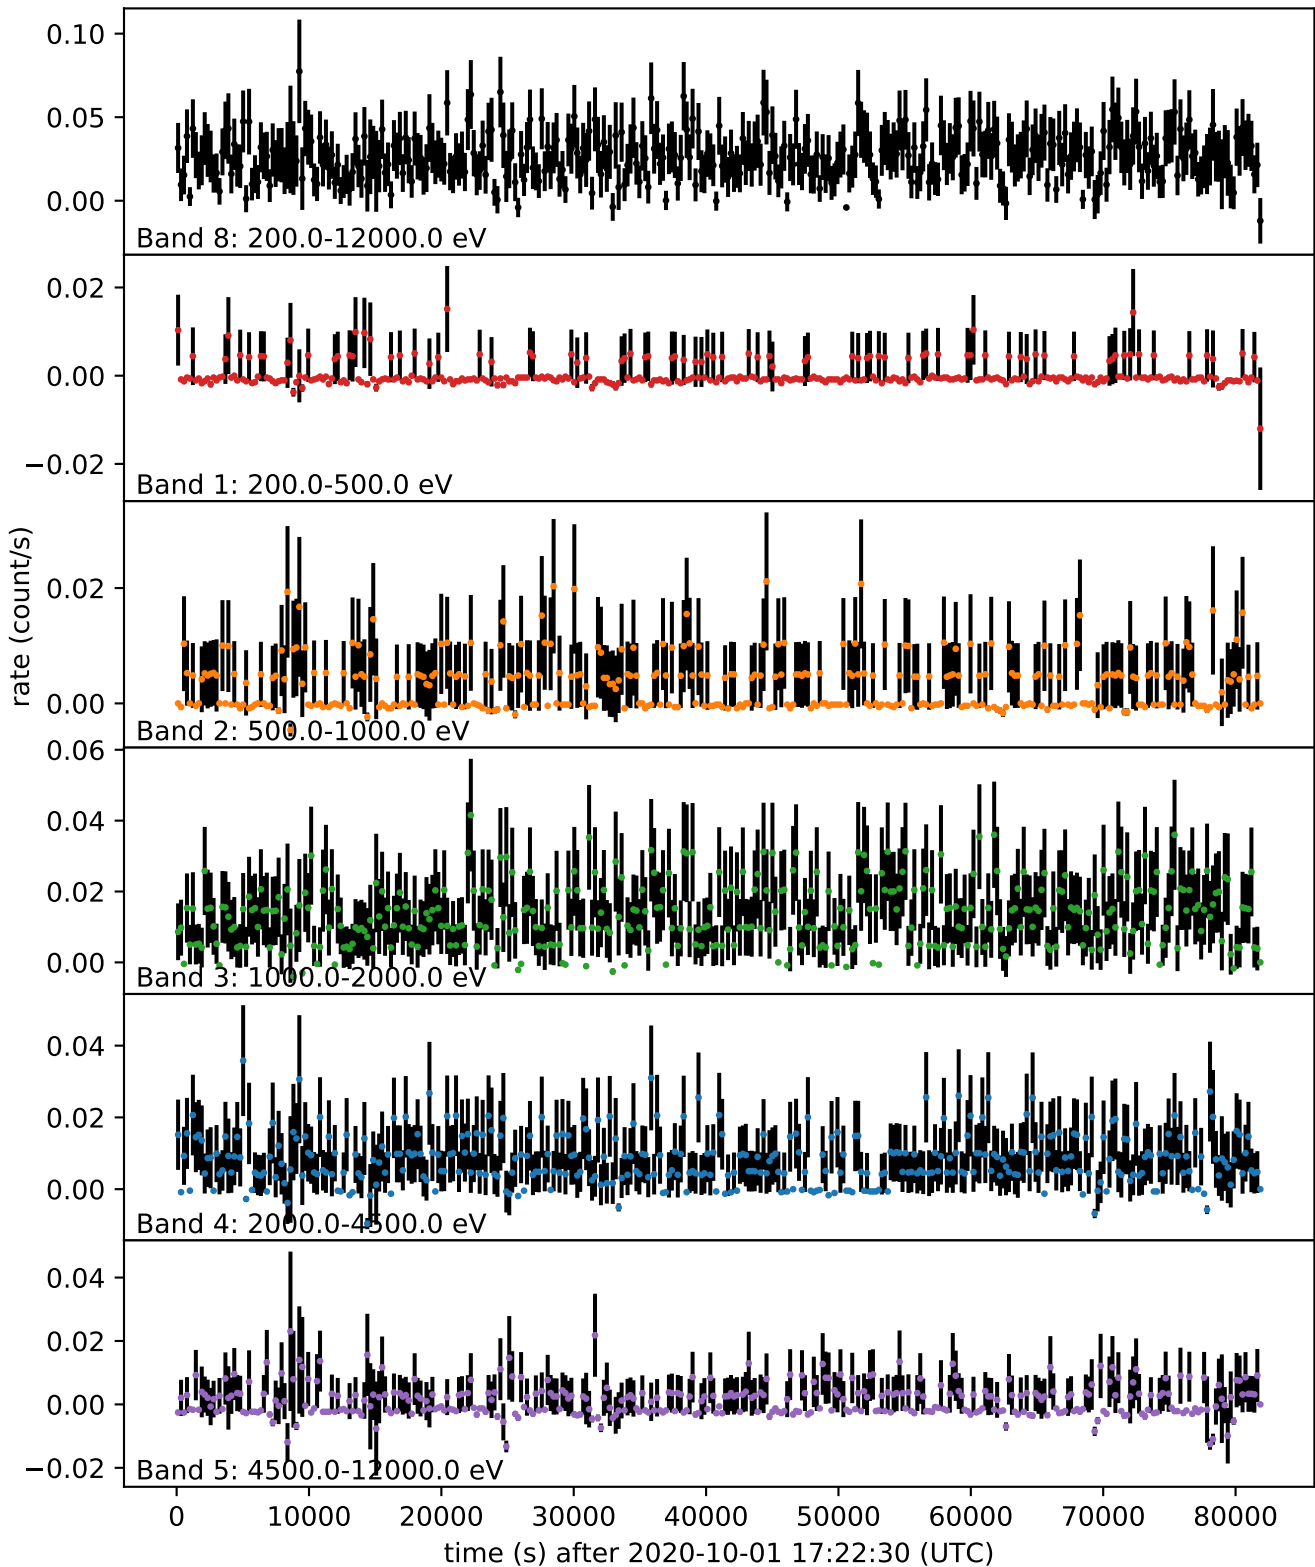 0.10
0.05
0.00
Band 8: 200.0-12000.0 eV
0.02
0.00
−0.02
Band 1: 200.0-500.0 eV
rate (count/s)
0.02
0.00
Band 2: 500.0-1000.0 eV
0.06
0.04
0.02
0.00
Band 3: 1000.0-2000.0 eV
0.04
0.02
0.00
Band 4: 2000.0-4500.0 eV
0.04
0.02
0.00
−0.02
Band 5: 4500.0-12000.0 eV
0 10000 20000 30000 40000 50000 60000 70000 80000
time (s) after 2020-10-01 17:22:30 (UTC)